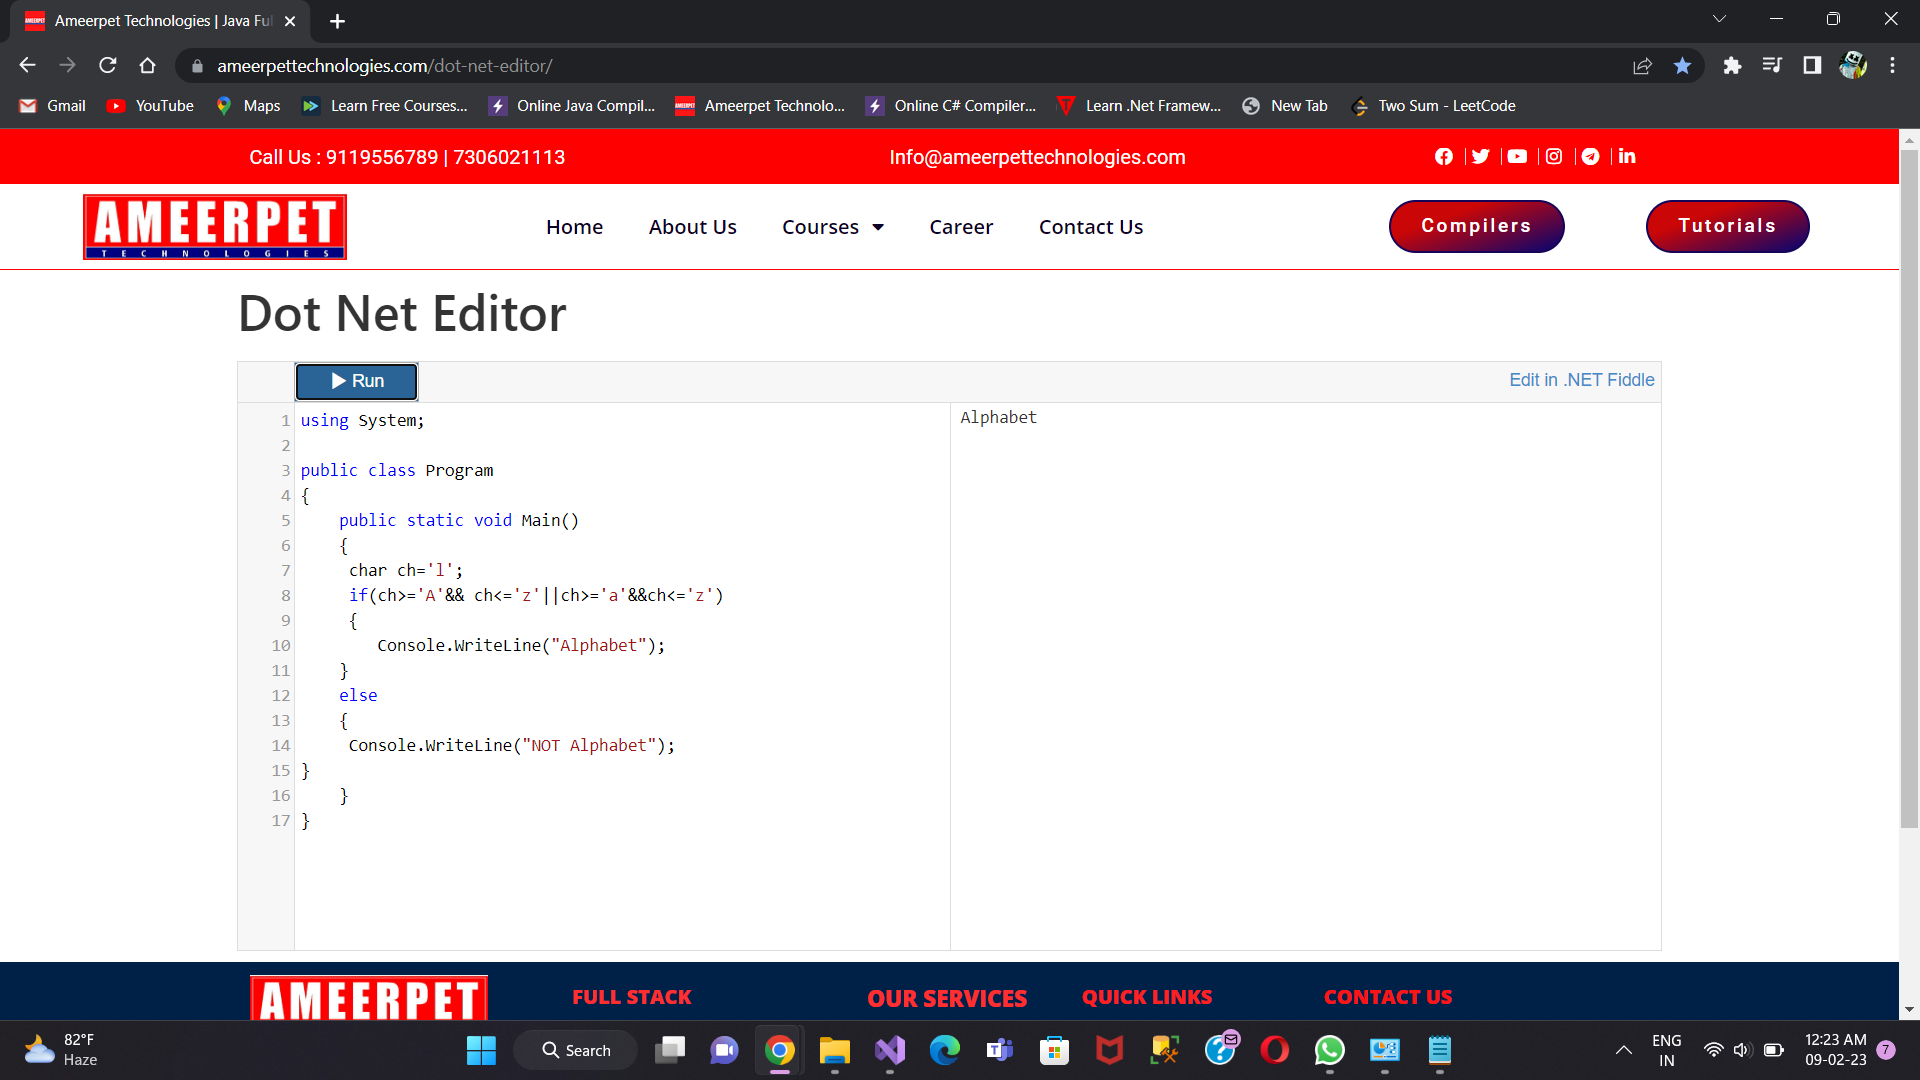 Ameerpet Technologies | Java Ful
ameerpettechnologies.com/dot-net-editor/
Gmail YouTube Maps Learn Free Courses... Online Java Compil... Ameerpet Technolo... Online C# Compiler... Learn .Net Framew... New Tab Two Sum - LeetCode
Call Us : 9119556789 | 7306021113 Info@ameerpettechnologies.com
AMEERPET
TECHNOLOGIES
Home About Us Courses Career Contact Us Compilers Tutorials
Dot Net Editor
Run Edit in .NET Fiddle
1 using System;
2
3 public class Program
4 {
5 public static void Main()
6 {
7 char ch='l';
8 if(ch>='A'&& ch<='z'||ch>='a'&&ch<='z')
9 {
10 Console.WriteLine("Alphabet");
11 }
12 else
13 {
14 Console.WriteLine("NOT Alphabet");
15 }
16 }
17 }
Alphabet
AMEERPET
FULL STACK OUR SERVICES QUICK LINKS CONTACT US
82°F
Haze
Search
ENG
IN
12:23 AM
09-02-23
7